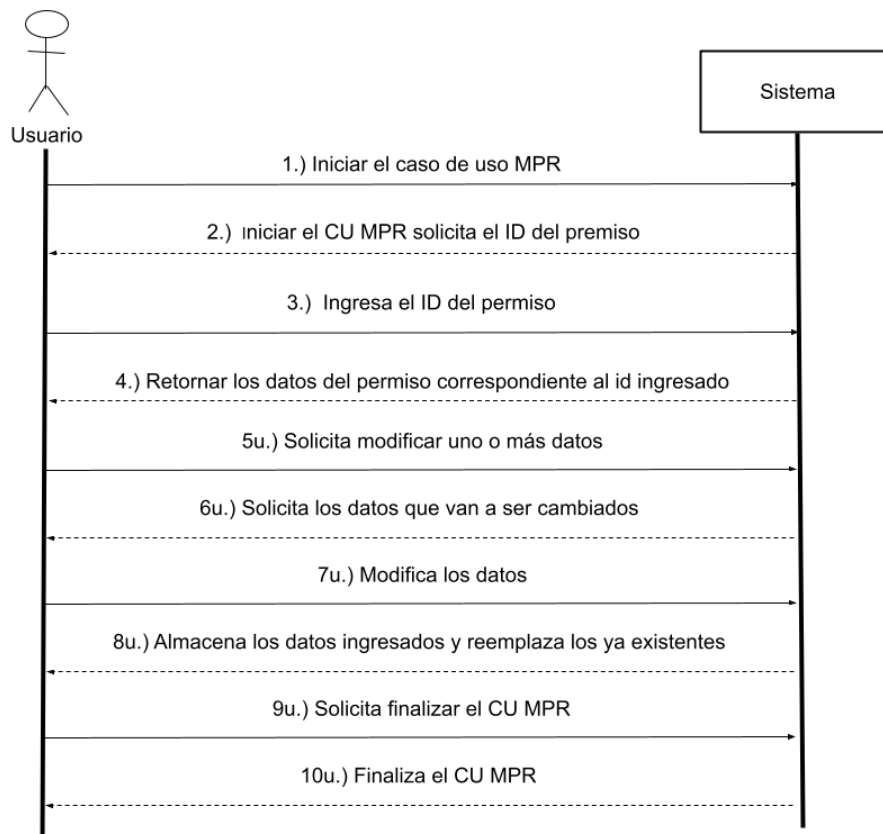 Usuario
Sistema
1.) Iniciar el caso de uso MPR
2.) Iniciar el CU MPR solicita el ID del premiso
3.) Ingresa el ID del permiso
4.) Retornar los datos del permiso correspondiente al id ingresado
5u.) Solicita modificar uno o más datos
6u.) Solicita los datos que van a ser cambiados
7u.) Modifica los datos
8u.) Almacena los datos ingresados y reemplaza los ya existentes
9u.) Solicita finalizar el CU MPR
10u.) Finaliza el CU MPR